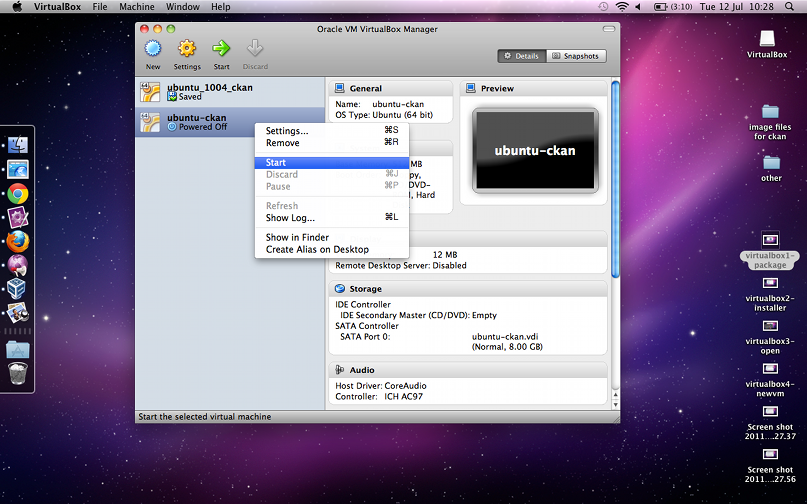 VirtualBox File Machine Window Help (3:10) Tue 12 Jul 10:28
Oracle VM VirtualBox Manager
New Settings Start Discard
Details Snapshots
64 ubuntu_1004_ckan
Saved
64 ubuntu-ckan
Powered Off
Settings... ⌘S
Remove ⌘R
Start
Discard ⌘J
Pause ⌘P
Refresh
Show Log... ⌘L
Show in Finder
Create Alias on Desktop
General
Name: ubuntu-ckan
OS Type: Ubuntu (64 bit)
MB
py,
D/DVD-
, Hard
12 MB
Remote Desktop Server: Disabled
Storage
IDE Controller
IDE Secondary Master (CD/DVD): Empty
SATA Controller
SATA Port 0: ubuntu-ckan.vdi
(Normal, 8.00 GB)
Audio
Host Driver: CoreAudio
Controller: ICH AC97
Preview
ubuntu-ckan
Start the selected virtual machine
VirtualBox
image files
for ckan
other
virtualbox1-
package
virtualbox2-
installer
virtualbox3-
open
virtualbox4-
newvm
Screen shot
2011....27.37
Screen shot
2011....27.56